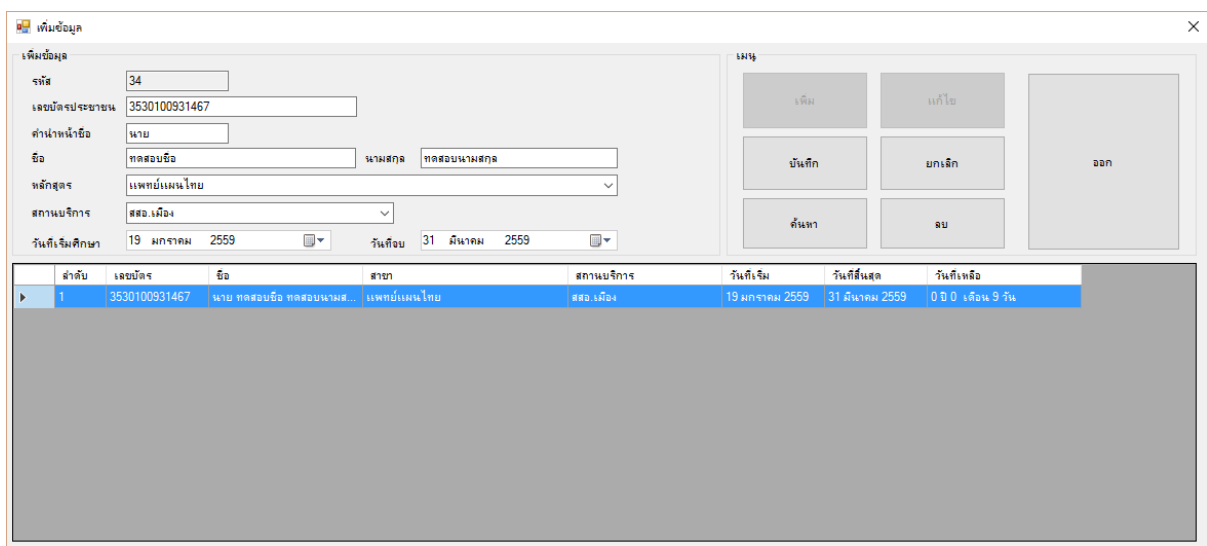 เพิ่มข้อมูล
เพิ่มข้อมุล
เมนู
รหัส 34
เลขบัตรประชาชน 3530100931467
คำนำหน้าชื่อ นาย
ชื่อ ทดสอบชื่อ นามสกุล ทดสอบนามสกุล
หลักสูตร แพทย์แผนไทย
สถานบริการ สสอ.เมือง
วันที่เริ่มศึกษา 19 มกราคม 2559 วันที่จบ 31 มีนาคม 2559
เพิ่ม แก้ไข
บันทึก ยกเลิก ออก
ค้นหา ลบ
ลำดับ เลขบัตร ชื่อ สาขา สถานบริการ วันที่เริ่ม วันที่สิ้นสุด วันที่เหลือ
1 3530100931467 นาย ทดสอบชื่อ ทดสอบนามส... แพทย์แผนไทย สสอ.เมือง 19 มกราคม 2559 31 มีนาคม 2559 0 ปี 0 เดือน 9 วัน